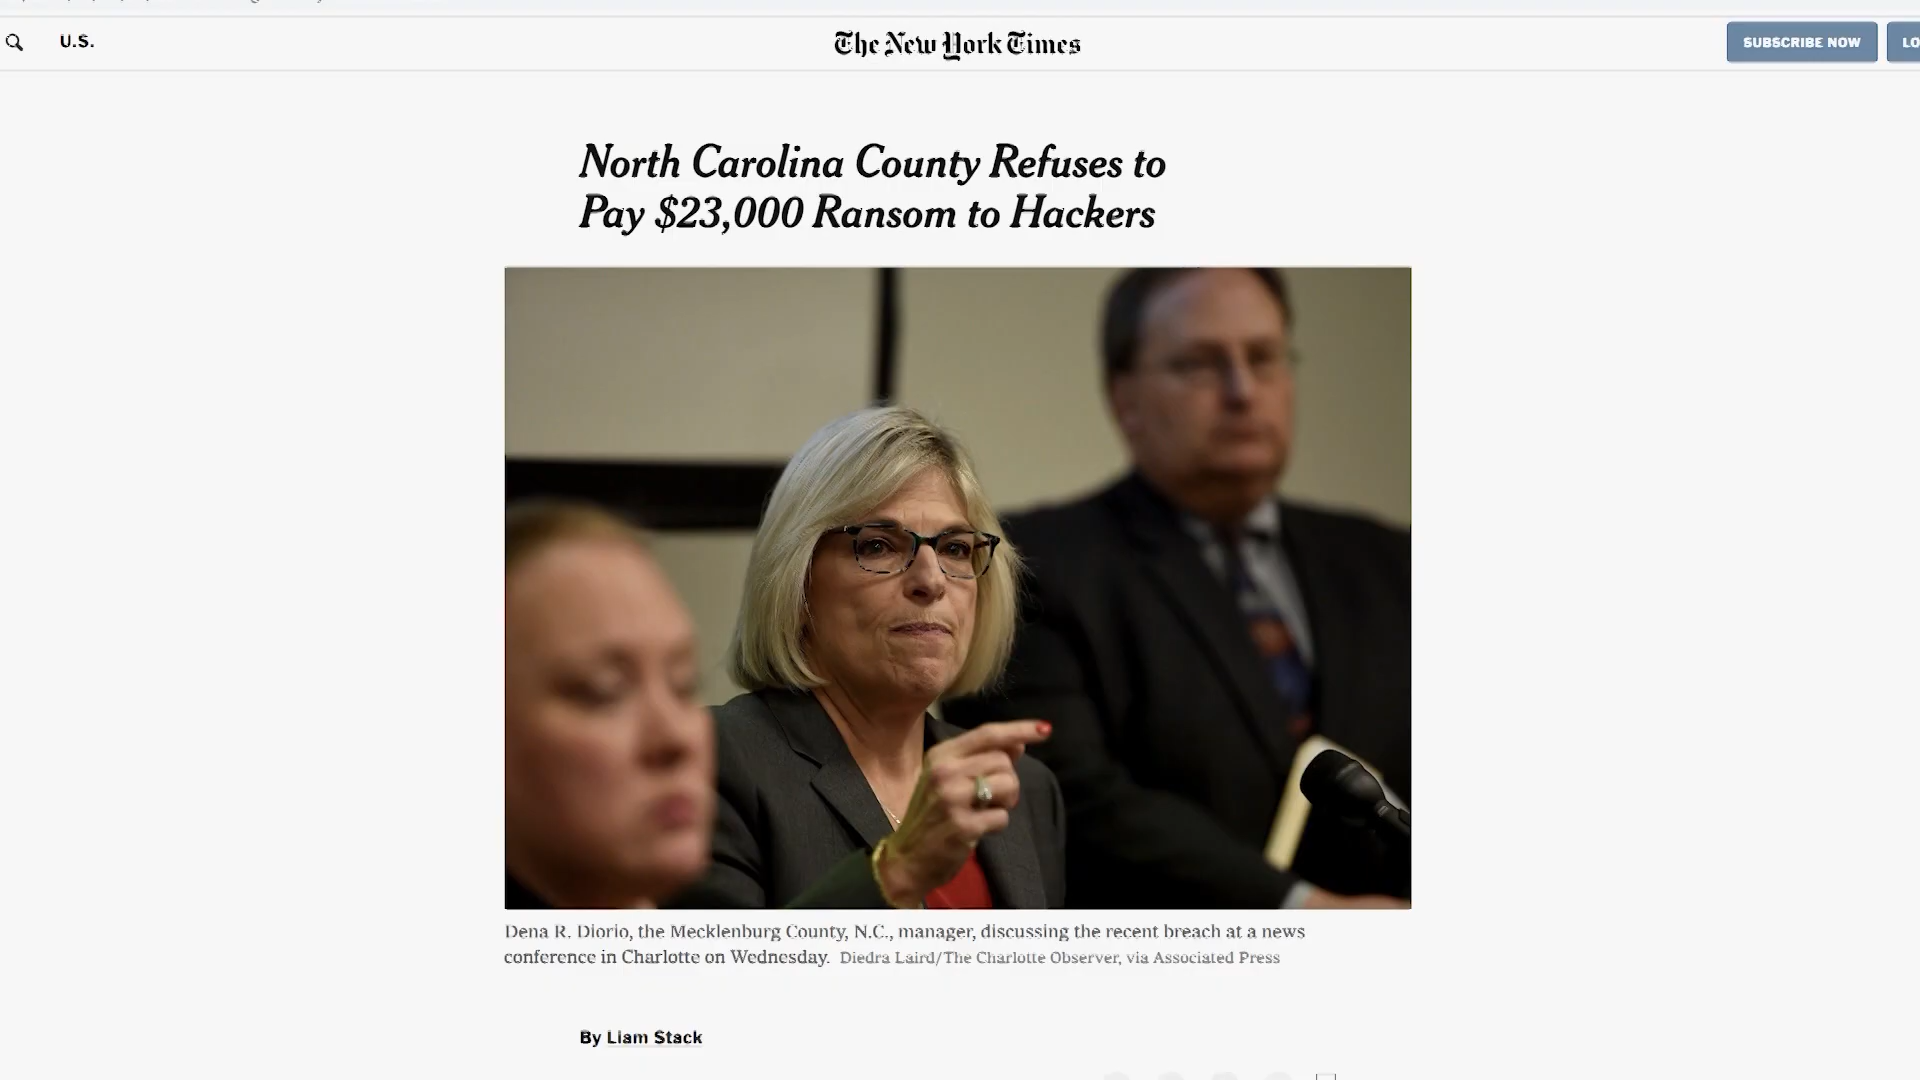 U.S.
The New York Times
SUBSCRIBE NOW
LO
North Carolina County Refuses to
Pay $23,000 Ransom to Hackers
Dena R. Diorio, the Mecklenburg County, N.C., manager, discussing the recent breach at a news
conference in Charlotte on Wednesday. Diedra Laird/The Charlotte Observer, via Associated Press
By Liam Stack